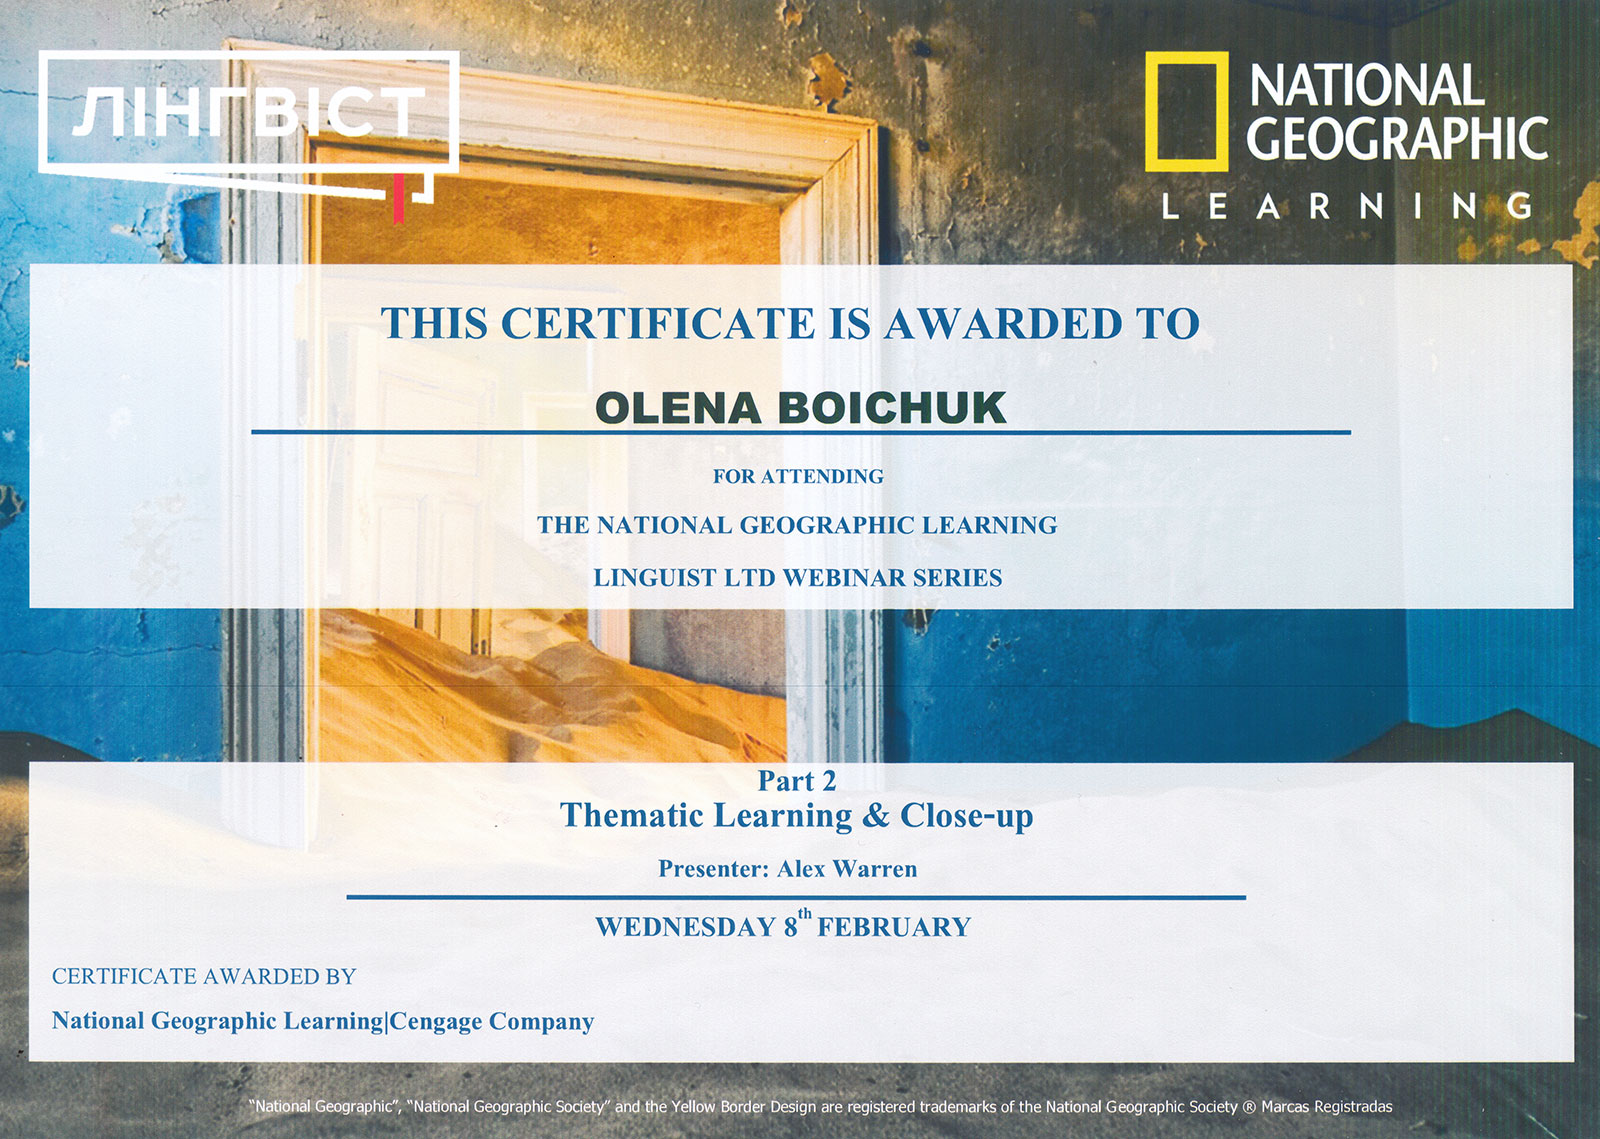 ЛІНГВІСТ
NATIONAL
GEOGRAPHIC
LEARNING
THIS CERTIFICATE IS AWARDED TO
OLENA BOICHUK
FOR ATTENDING
THE NATIONAL GEOGRAPHIC LEARNING
LINGUIST LTD WEBINAR SERIES
Part 2
Thematic Learning & Close-up
Presenter: Alex Warren
WEDNESDAY 8th FEBRUARY
CERTIFICATE AWARDED BY
National Geographic Learning|Cengage Company
“National Geographic”, “National Geographic Society” and the Yellow Border Design are registered trademarks of the National Geographic Society ® Marcas Registradas